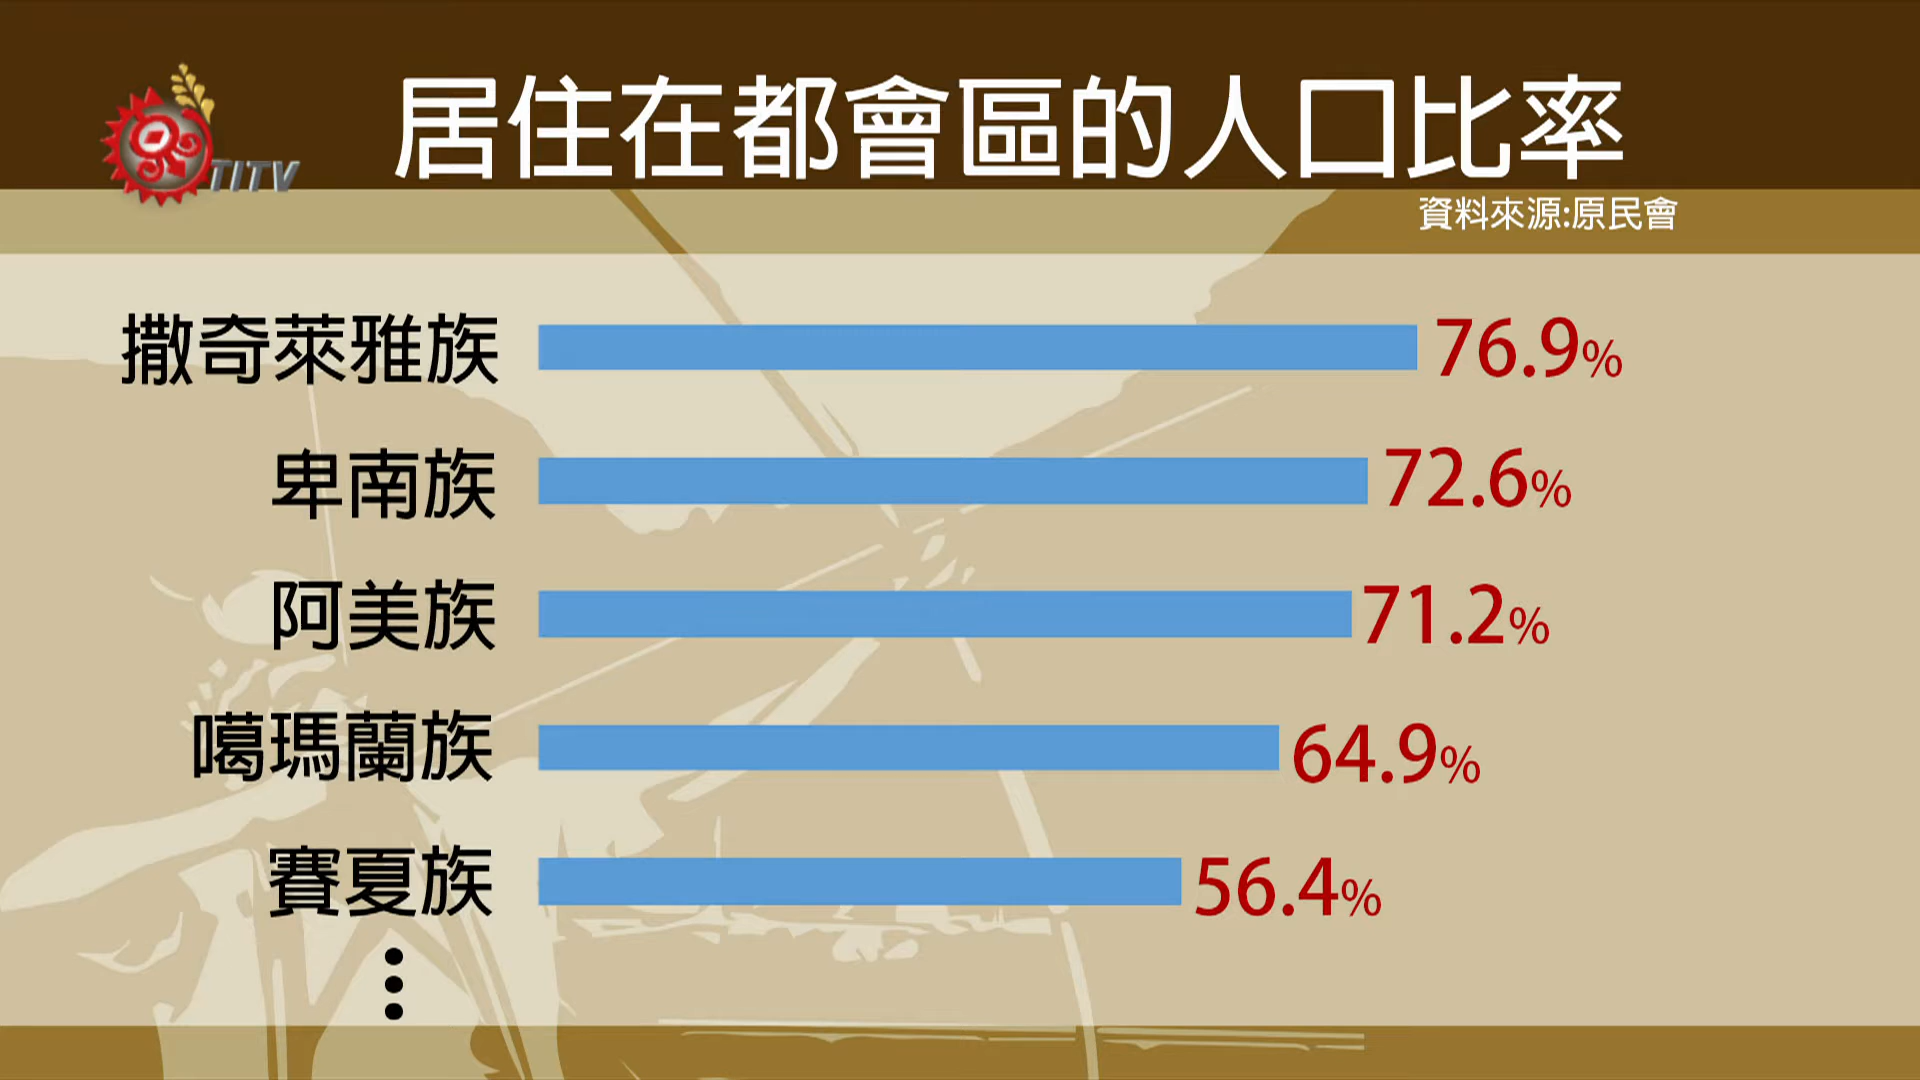 TITV
居住在都會區的人口比率
資料來源:原民會
撒奇萊雅族 76.9%
卑南族 72.6%
阿美族 71.2%
噶瑪蘭族 64.9%
賽夏族 56.4%